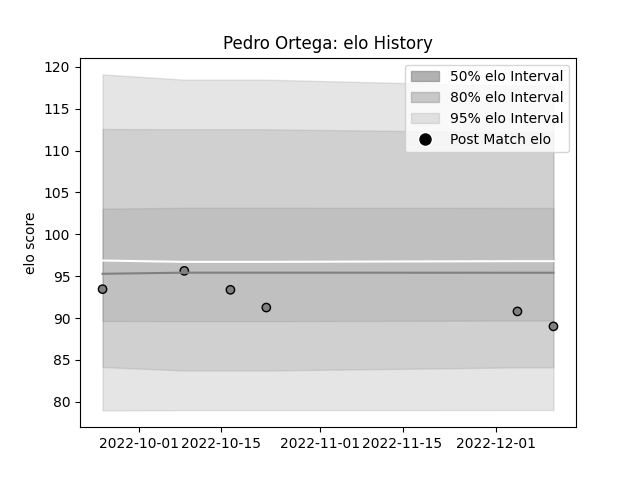 Pedro Ortega: elo History
50% elo Interval
80% elo Interval
95% elo Interval
Post Match elo
elo score
120
115
110
105
100
95
90
85
80
2022-10-01
2022-10-15
2022-11-01
2022-11-15
2022-12-01